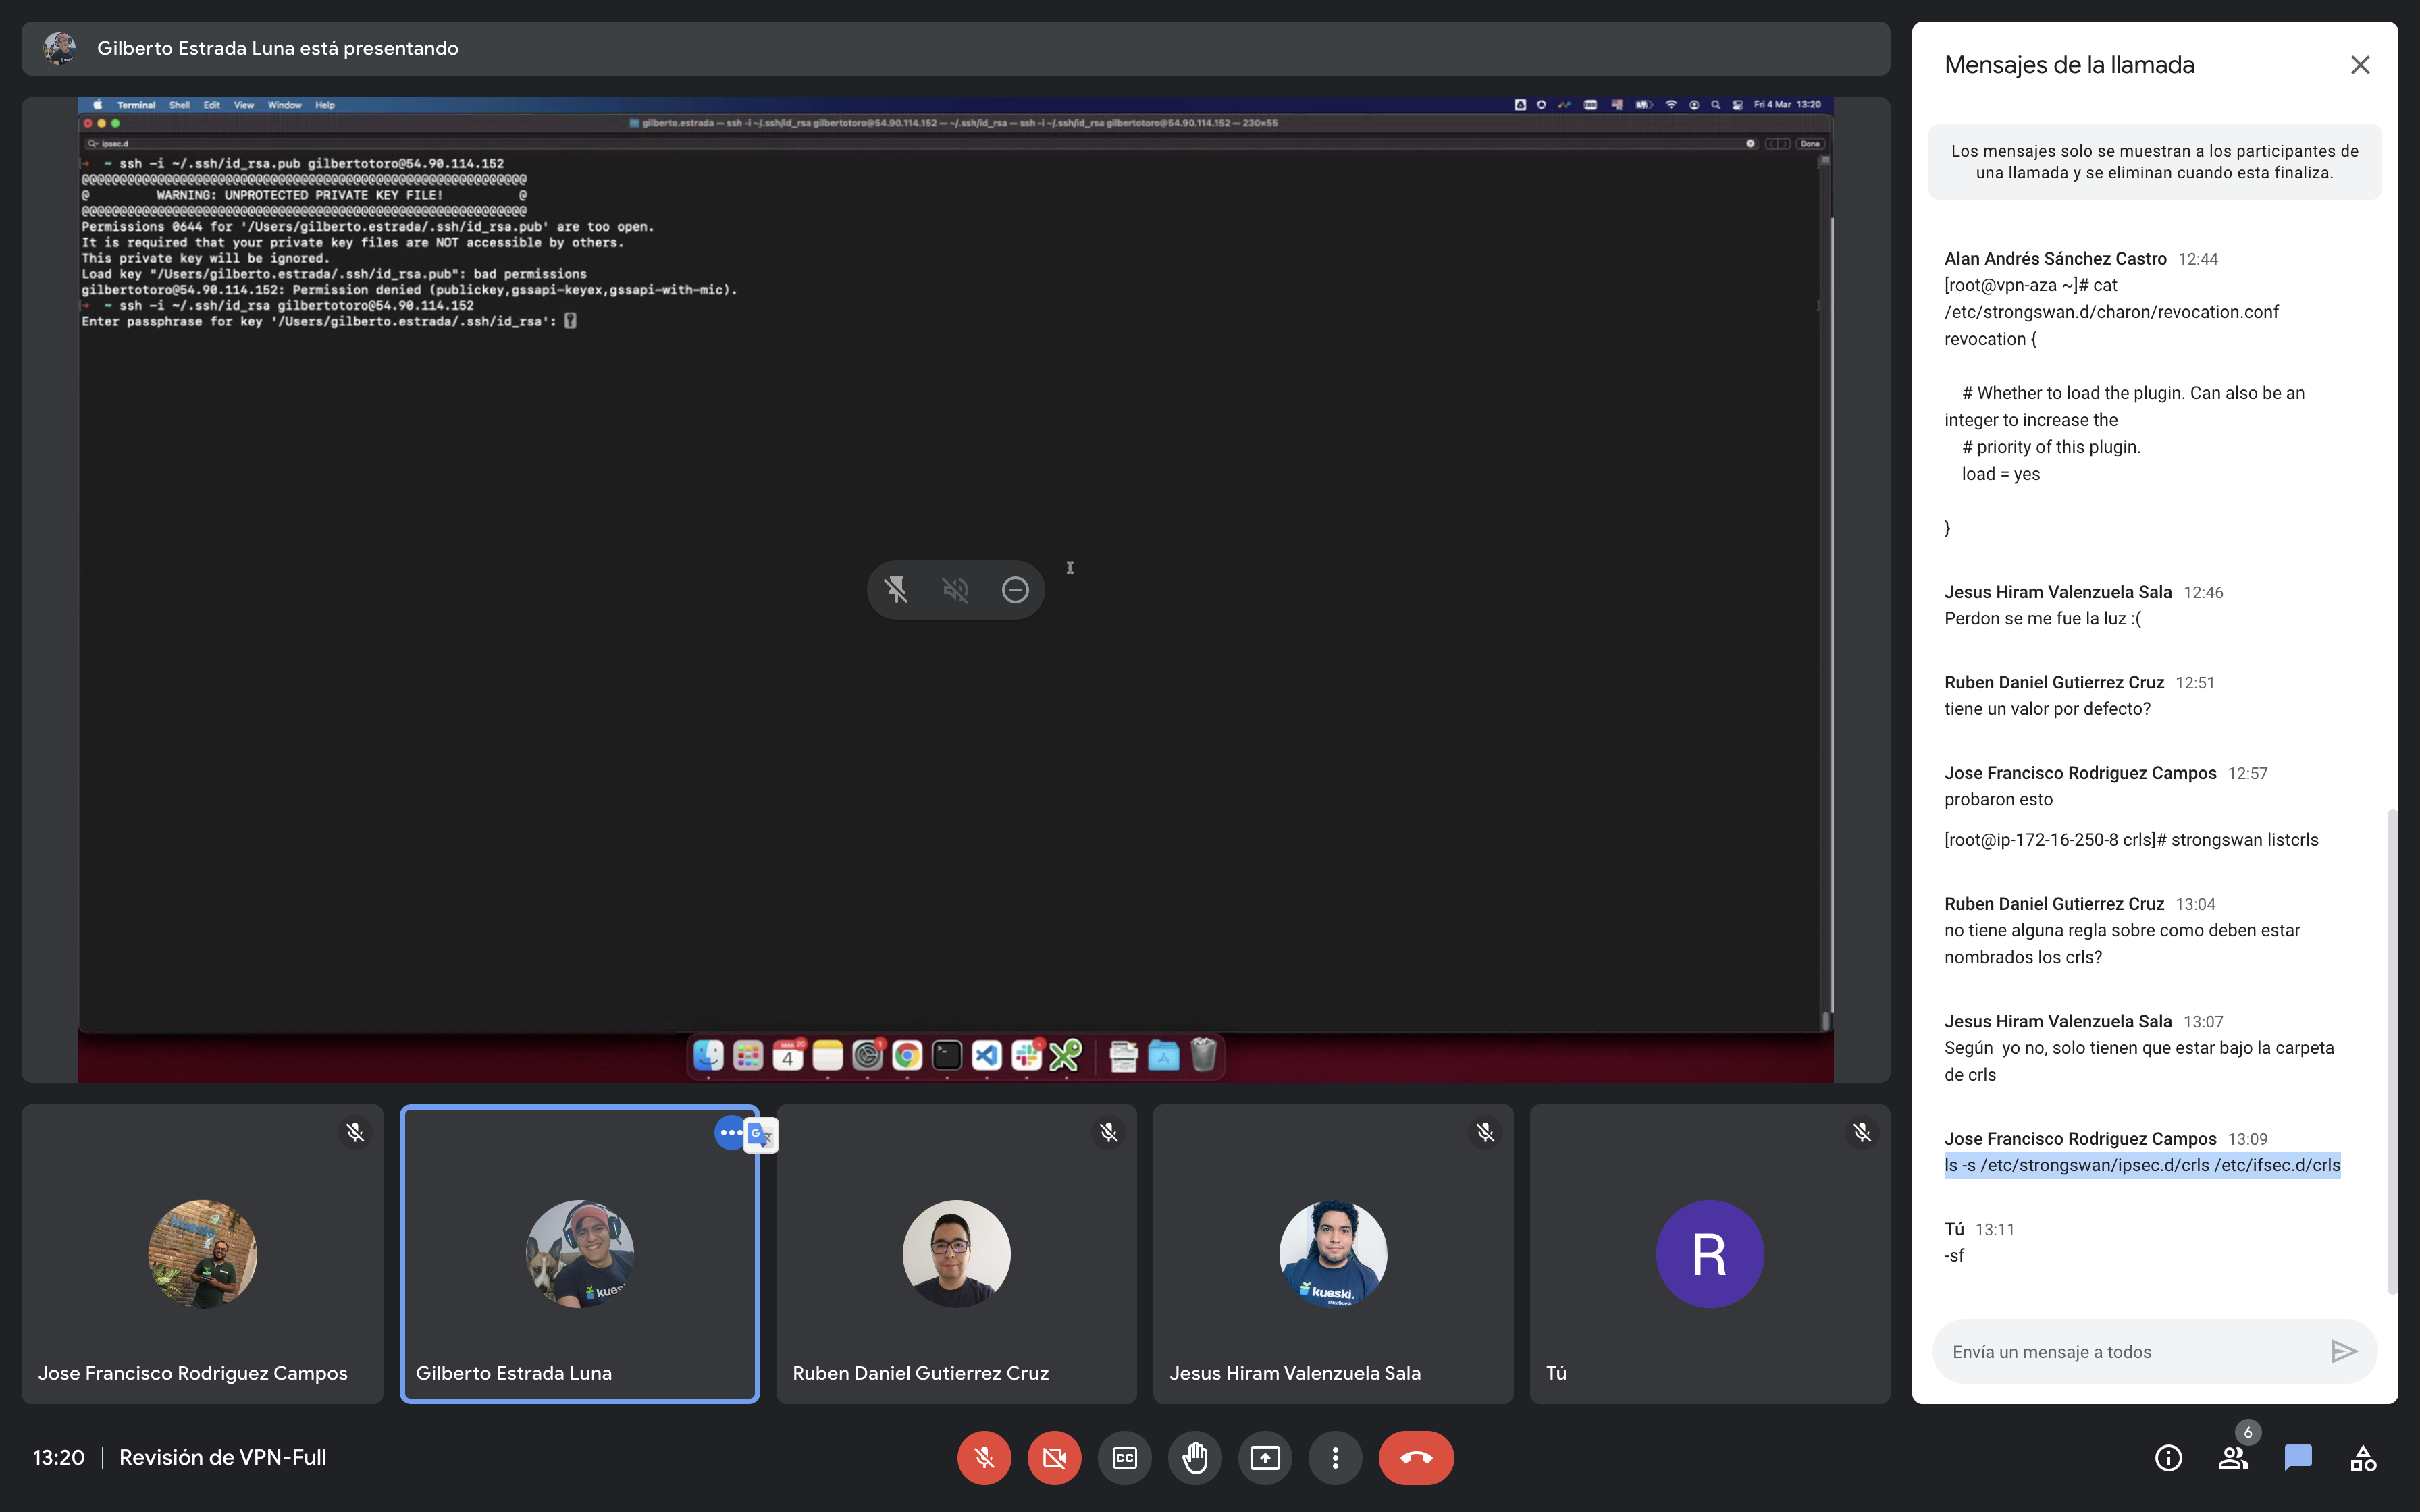 Gilberto Estrada Luna está presentando
Terminal Shell Edit View Window Help
Fri 4 Mar 13:20
gilberto.estrada — ssh -i ~/.ssh/id_rsa gilbertotoro@54.90.114.152 — ~/.ssh/id_rsa — ssh -i ~/.ssh/id_rsa gilbertotoro@54.90.114.152 — 230×55
ipsec.d
Done
~ ssh -i ~/.ssh/id_rsa.pub gilbertotoro@54.90.114.152
@ WARNING: UNPROTECTED PRIVATE KEY FILE! @
Permissions 0644 for '/Users/gilberto.estrada/.ssh/id_rsa.pub' are too open.
It is required that your private key files are NOT accessible by others.
This private key will be ignored.
Load key "/Users/gilberto.estrada/.ssh/id_rsa.pub": bad permissions
gilbertotoro@54.90.114.152: Permission denied (publickey,gssapi-keyex,gssapi-with-mic).
~ ssh -i ~/.ssh/id_rsa gilbertotoro@54.90.114.152
Enter passphrase for key '/Users/gilberto.estrada/.ssh/id_rsa':
Jose Francisco Rodriguez Campos
Gilberto Estrada Luna
Ruben Daniel Gutierrez Cruz
kueski.
Jesus Hiram Valenzuela Sala
R
Tú
13:20 | Revisión de VPN-Full
6
Mensajes de la llamada
Los mensajes solo se muestran a los participantes de
una llamada y se eliminan cuando esta finaliza.
Alan Andrés Sánchez Castro 12:44
[root@vpn-aza ~]# cat
/etc/strongswan.d/charon/revocation.conf
revocation {
# Whether to load the plugin. Can also be an
integer to increase the
# priority of this plugin.
load = yes
}
Jesus Hiram Valenzuela Sala 12:46
Perdon se me fue la luz :(
Ruben Daniel Gutierrez Cruz 12:51
tiene un valor por defecto?
Jose Francisco Rodriguez Campos 12:57
probaron esto
[root@ip-172-16-250-8 crls]# strongswan listcrls
Ruben Daniel Gutierrez Cruz 13:04
no tiene alguna regla sobre como deben estar
nombrados los crls?
Jesus Hiram Valenzuela Sala 13:07
Según  yo no, solo tienen que estar bajo la carpeta
de crls
Jose Francisco Rodriguez Campos 13:09
ls -s /etc/strongswan/ipsec.d/crls /etc/ifsec.d/crls
Tú 13:11
-sf
Envía un mensaje a todos